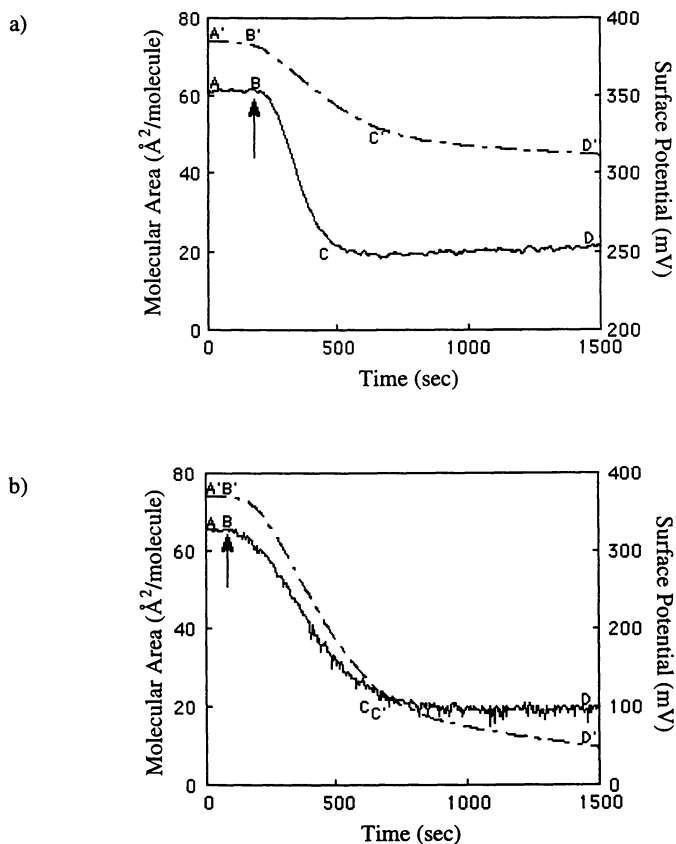 a)
80
60
40
20
0
Molecular Area (Å²/molecule)
A' B'
A B
C'
C
D'
D
400
350
300
250
200
Surface Potential (mV)
0 500 1000 1500
Time (sec)
b)
80
60
40
20
0
Molecular Area (Å²/molecule)
A'B'
A B
C C'
D
D'
400
300
200
100
0
Surface Potential (mV)
0 500 1000 1500
Time (sec)